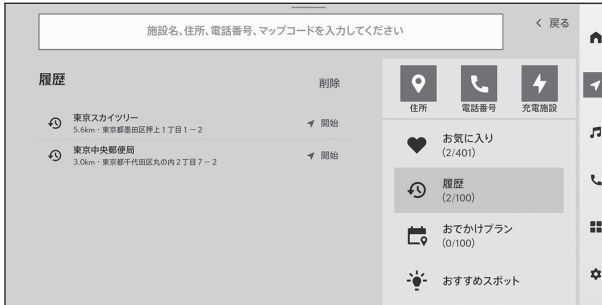 施設名、住所、電話番号、マップコードを入力してください
戻る
履歴
削除
東京スカイツリー
5.6km・東京都墨田区押上1丁目1−2
開始
東京中央郵便局
3.0km・東京都千代田区丸の内2丁目7−2
開始
住所
電話番号
充電施設
お気に入り
(2/401)
履歴
(2/100)
おでかけプラン
(0/100)
おすすめスポット